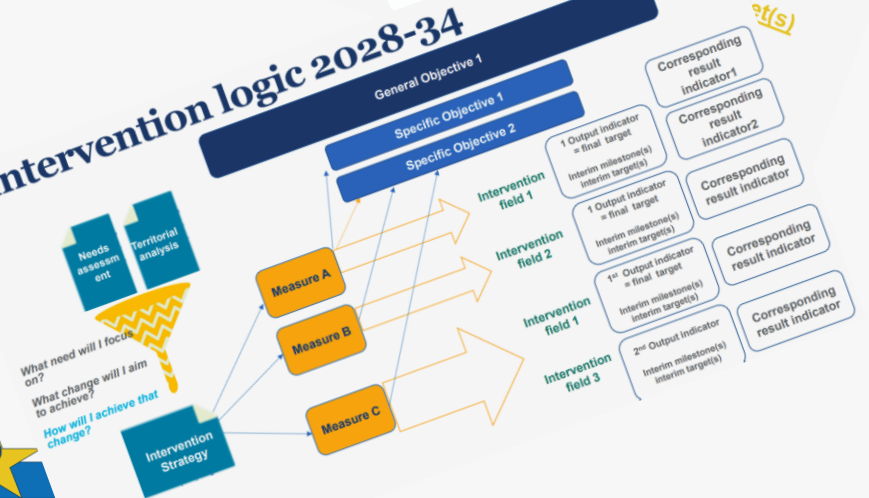 ntervention logic 2028-34
et(s)
General Objective 1
Specific Objective 1
Specific Objective 2
Needs
assessm
ent
Territorial
analysis
What need will I focus
on?
What change will I aim
to achieve?
How will I achieve that
change?
Intervention
Strategy
Measure A
Measure B
Measure C
Intervention
field 1
Intervention
field 2
Intervention
field 1
Intervention
field 3
1 Output indicator
= final target
Interim milestone(s)
interim target(s)
1 Output indicator
= final target
Interim milestone(s)
interim target(s)
1st Output indicator
= final target
Interim milestone(s)
interim target(s)
2nd Output indicator
Interim milestone(s)
interim target(s)
Corresponding
result
indicator1
Corresponding
result
indicator2
Corresponding
result indicator
Corresponding
result indicator
Corresponding
result indicator